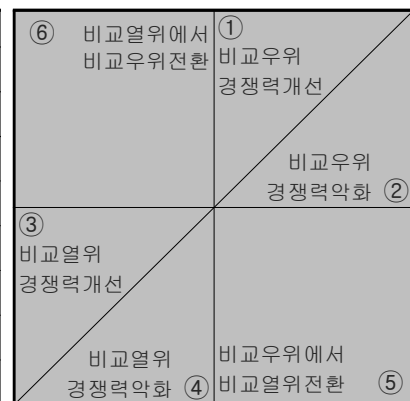 ⑥ 비교열위에서
비교우위전환
①
비교우위
경쟁력개선
비교우위
경쟁력악화 ②
③
비교열위
경쟁력개선
비교열위
경쟁력악화 ④
비교우위에서
비교열위전환 ⑤